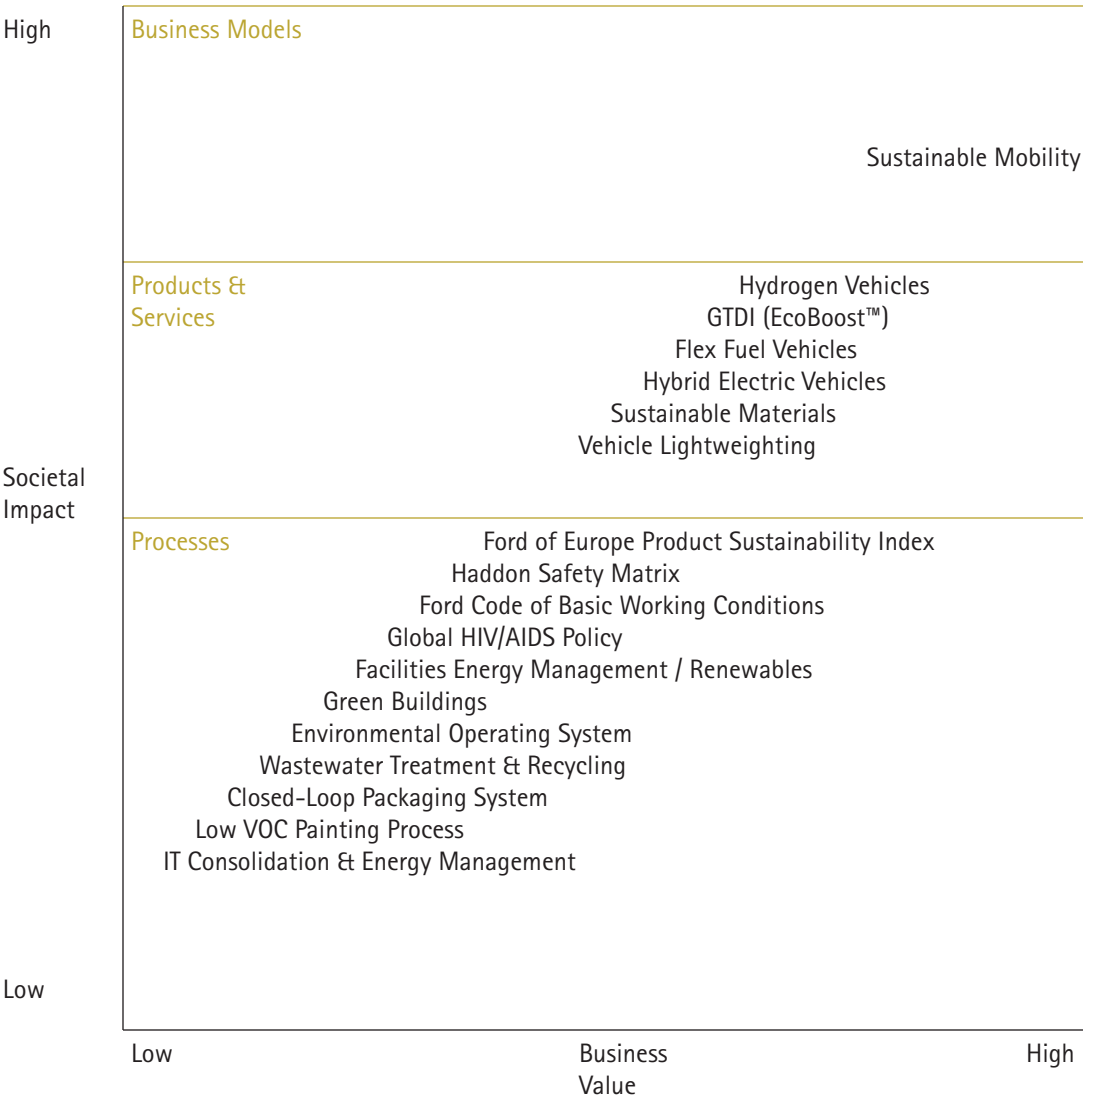 High
Business Models
Sustainable Mobility
Products &
Services
Hydrogen Vehicles
GTDI (EcoBoost™)
Flex Fuel Vehicles
Hybrid Electric Vehicles
Sustainable Materials
Vehicle Lightweighting
Societal
Impact
Processes
Ford of Europe Product Sustainability Index
Haddon Safety Matrix
Ford Code of Basic Working Conditions
Global HIV/AIDS Policy
Facilities Energy Management / Renewables
Green Buildings
Environmental Operating System
Wastewater Treatment & Recycling
Closed-Loop Packaging System
Low VOC Painting Process
IT Consolidation & Energy Management
Low
Low
Business
Value
High